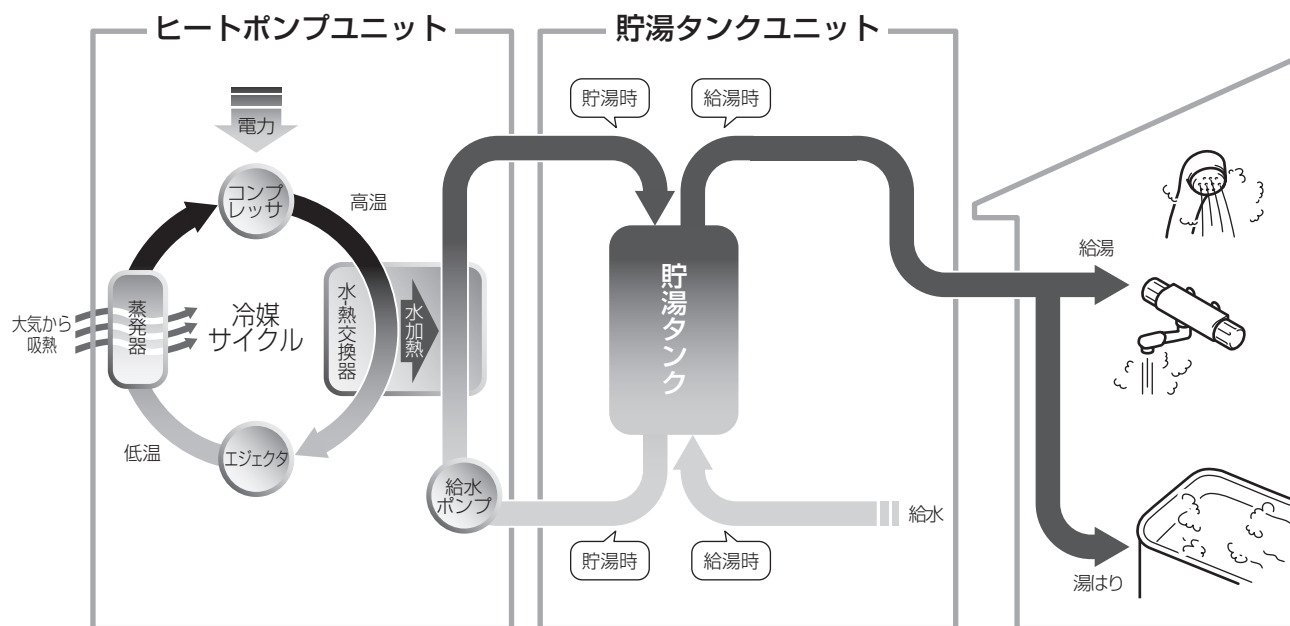 ヒートポンプユニット
貯湯タンクユニット
電力
コンプ
レッサ
高温
大気から
吸熱
蒸発器
冷媒
サイクル
水-熱交換器
水加熱
低温
エジェクタ
給水
ポンプ
貯湯時
給湯時
貯湯タンク
貯湯時
給湯時
給水
給湯
湯はり